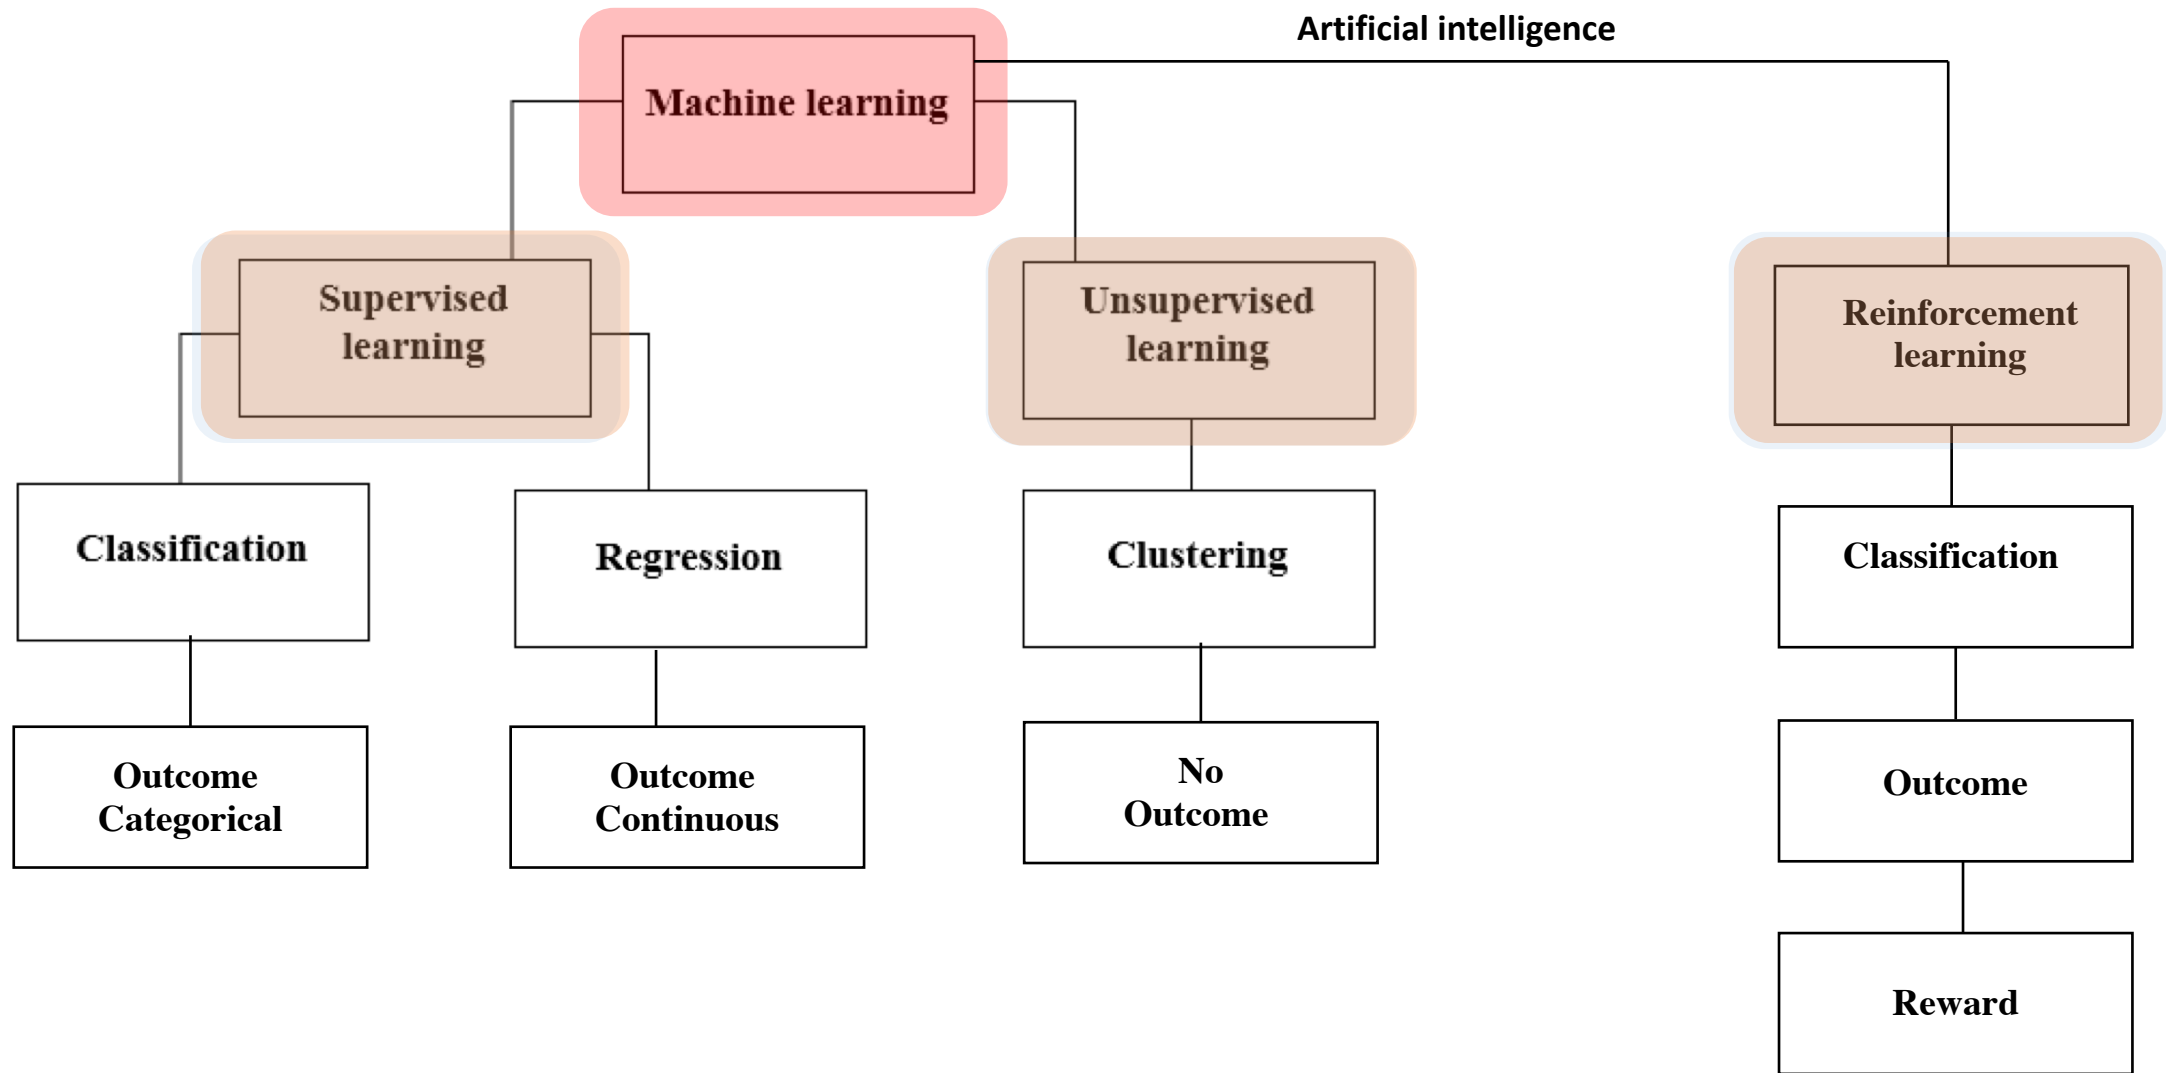 Artificial intelligence
Machine learning
Supervised
learning
Unsupervised
learning
Reinforcement
learning
Classification
Regression
Clustering
Classification
Outcome
Categorical
Outcome
Continuous
No
Outcome
Outcome
Reward